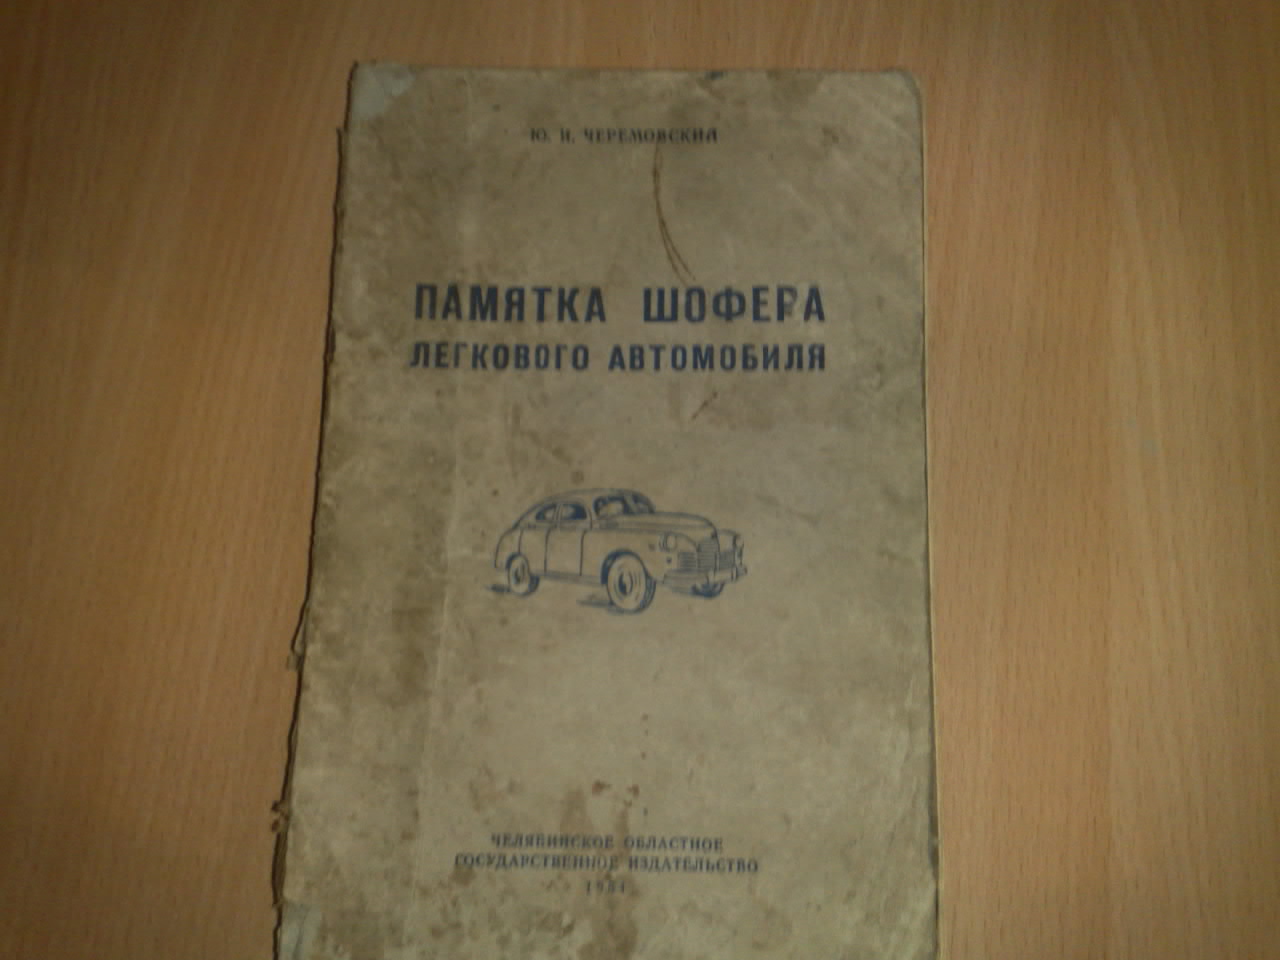 Ю. И. ЧЕРЕМОВСКИЙ
ПАМЯТКА ШОФЕРА
ЛЕГКОВОГО АВТОМОБИЛЯ
ЧЕЛЯБИНСКОЕ ОБЛАСТНОЕ
ГОСУДАРСТВЕННОЕ ИЗДАТЕЛЬСТВО